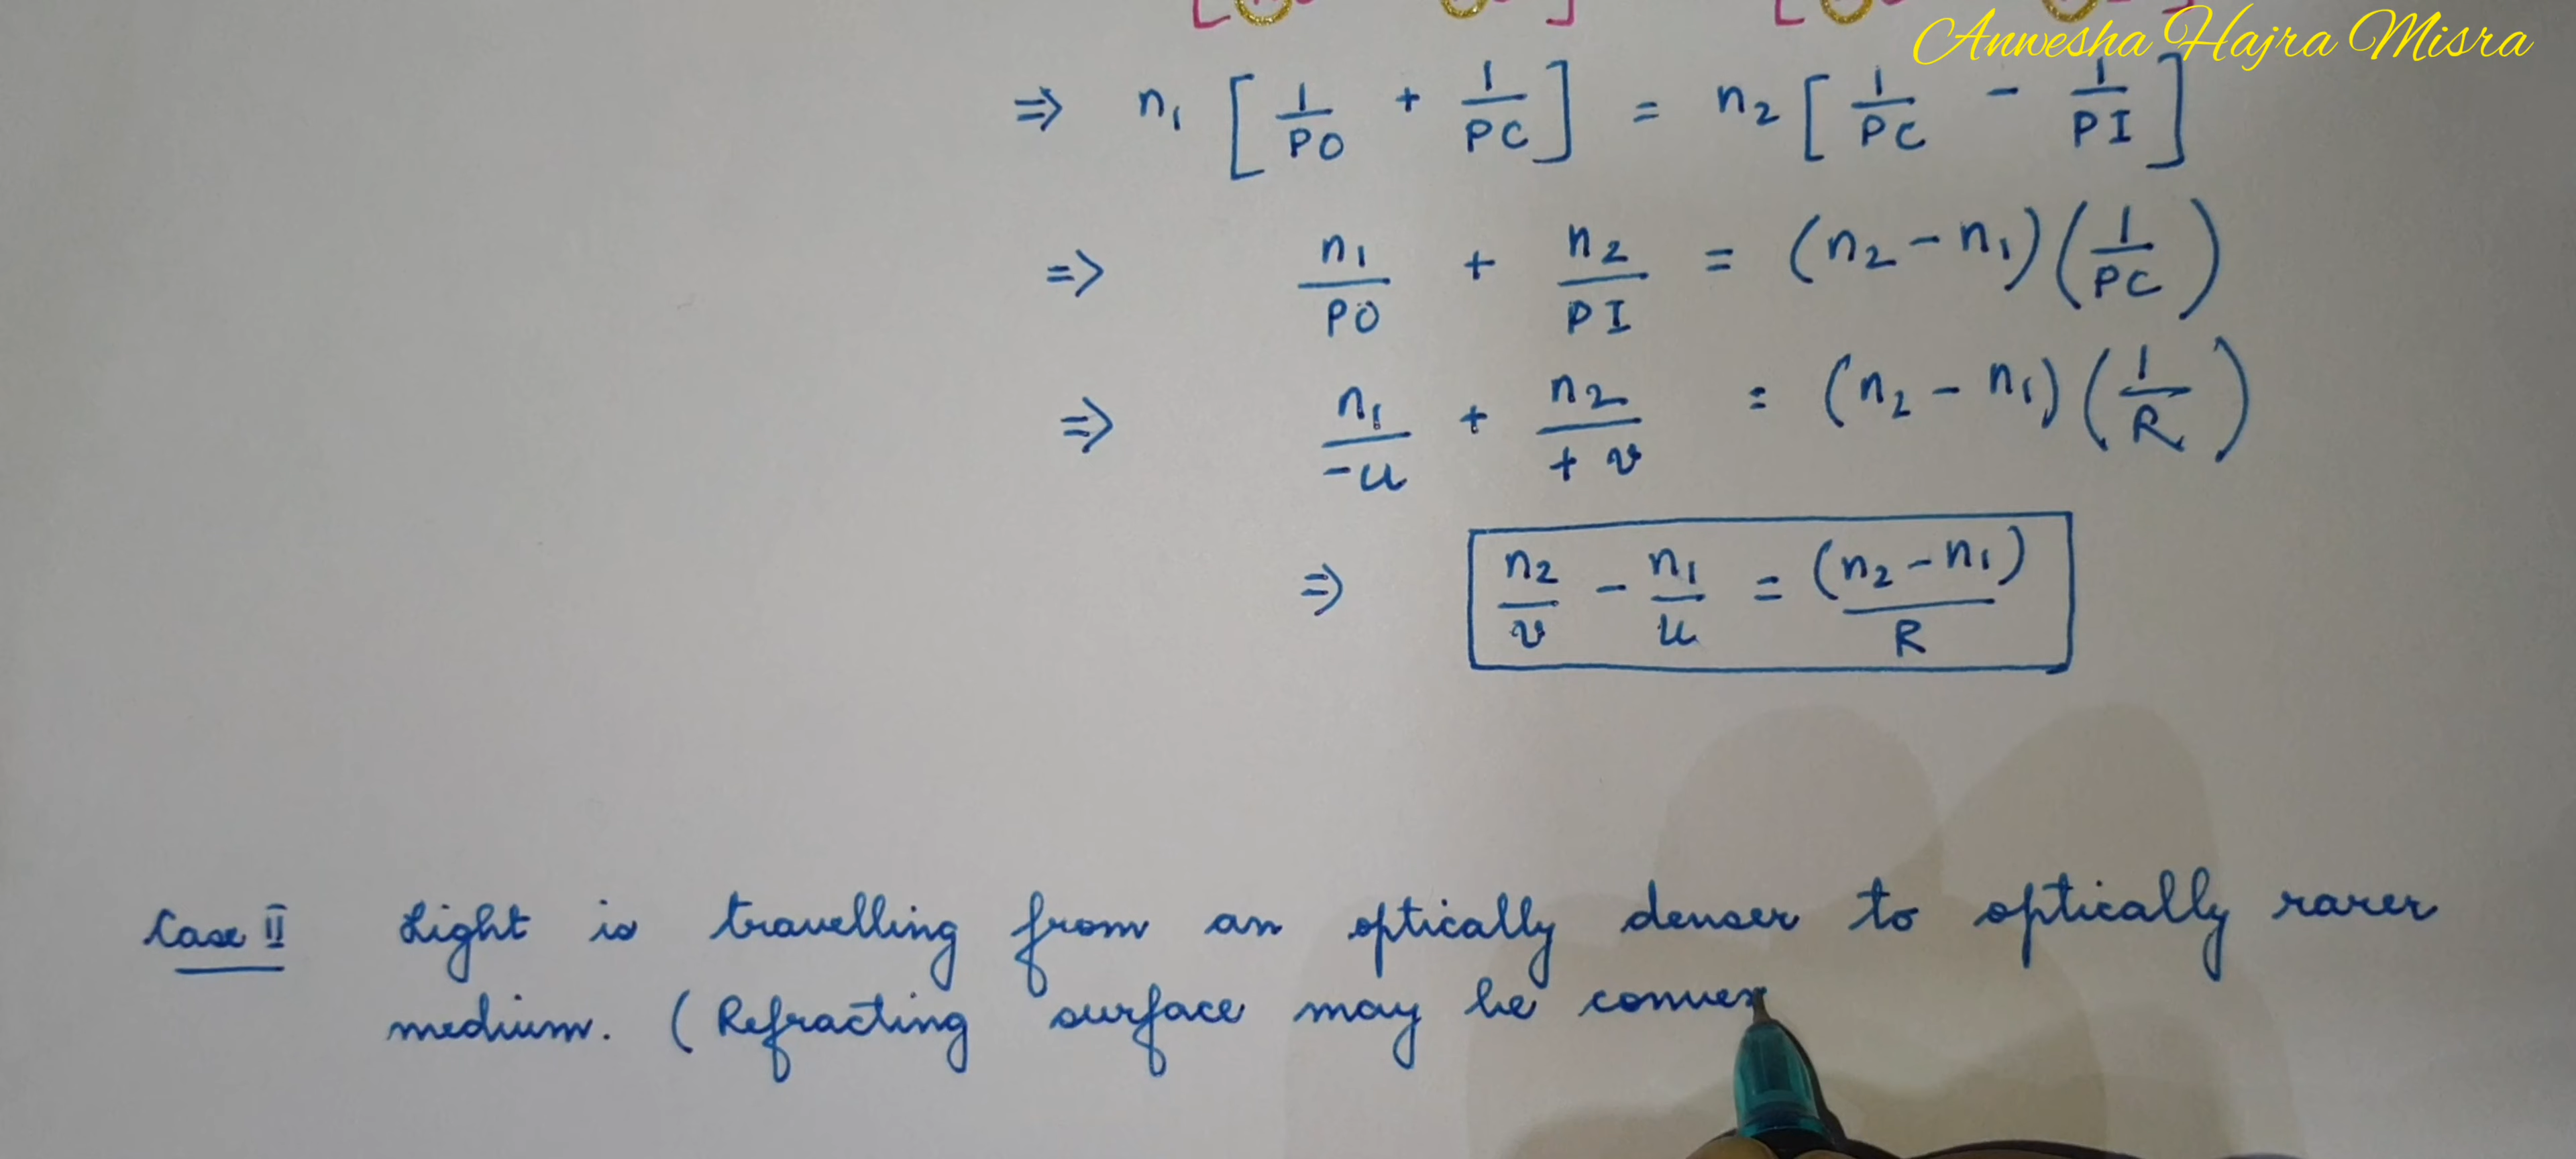 Anwesha Hajra Misra
=> n₁ [ 1/PO + 1/PC ] = n₂ [ 1/PC - 1/PI ]
=> n₁/PO + n₂/PI = (n₂ - n₁) (1/PC)
=> n₁/-u + n₂/+v = (n₂ - n₁) (1/R)
=> n₂/v - n₁/u = (n₂ - n₁)/R
Case II Light is travelling from an optically denser to optically rarer
medium. (Refracting surface may be convex